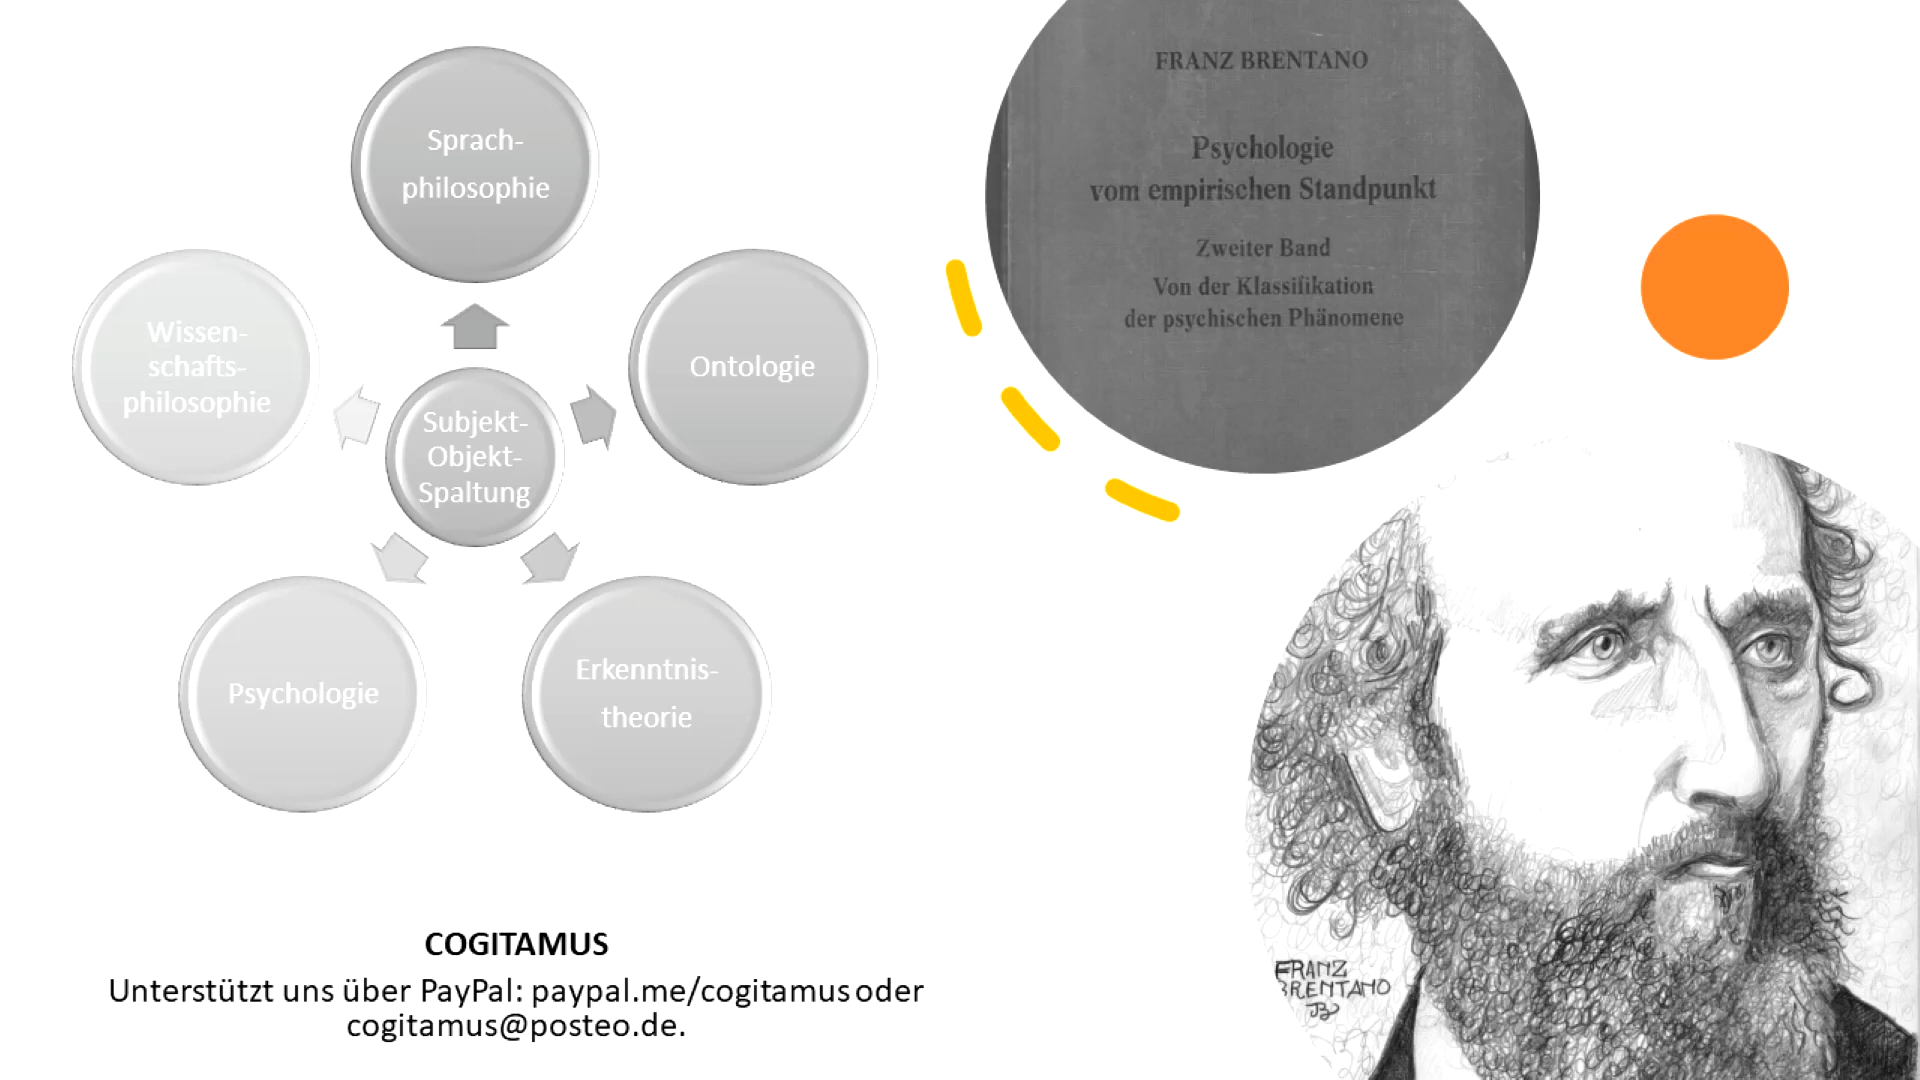 Sprach-
philosophie
Wissen-
schafts-
philosophie
Ontologie
Subjekt-
Objekt-
Spaltung
Psychologie
Erkenntnis-
theorie
COGITAMUS
Unterstützt uns über PayPal: paypal.me/cogitamus oder
cogitamus@posteo.de.
FRANZ BRENTANO
Psychologie
vom empirischen Standpunkt
Zweiter Band
Von der Klassifikation
der psychischen Phänomene
FRANZ
BRENTANO
JB